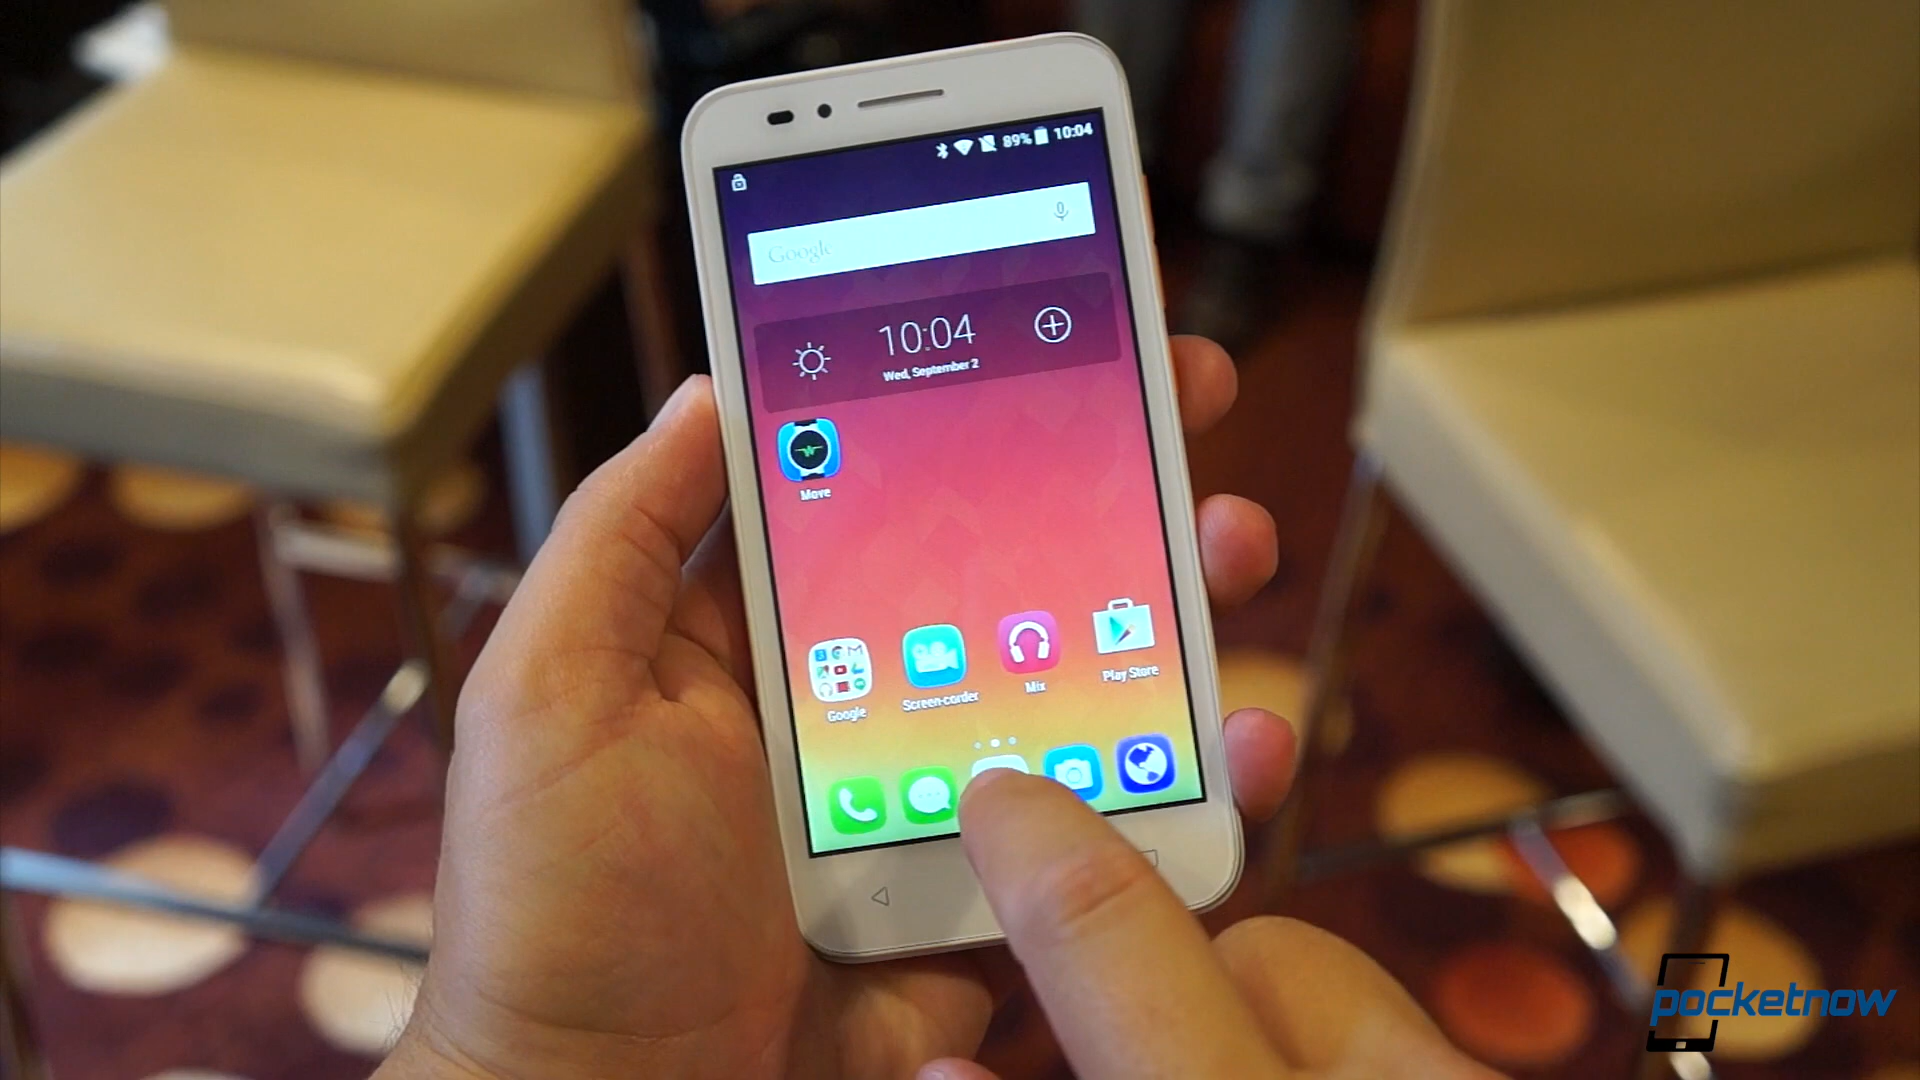 89% 10:04
Google
10:04
Wed, September 2
Move
Google
Screen-corder
Mix
Play Store
pocketnow